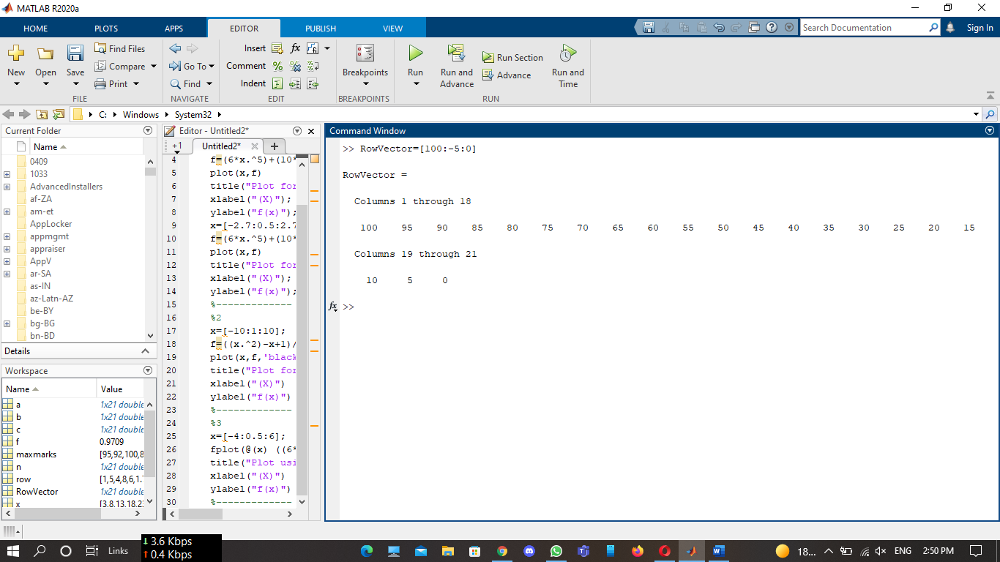 MATLAB R2020a
HOME PLOTS APPS EDITOR PUBLISH VIEW Search Documentation Sign In
New Open Save Find Files Compare Print
Go To Find
Insert fx
Comment
Indent
Breakpoints Run Run and Advance Run Section Advance Run and Time
FILE NAVIGATE EDIT BREAKPOINTS RUN
C: Windows System32
Current Folder
Name
0409
1033
AdvancedInstallers
af-ZA
am-et
AppLocker
appmgmt
appraiser
AppV
ar-SA
as-IN
az-Latn-AZ
be-BY
bg-BG
bn-BD
Details
Workspace
Name Value
a 1x21 double
b 1x21 double
c 1x21 double
f 0.9709
maxmarks [95,92,100,8
n 1x21 double
row [1,5,4,8,6,1.
RowVector 1x21 double
x [3,8,13,18,2
Editor - Untitled2*
+1 Untitled2* +
4 f=(6*x.^5)+(10*
5 plot(x,f)
6 title("Plot for
7 xlabel("(X)");
8 ylabel("f(x)");
9 x=[-2.7:0.5:2.7
10 f=(6*x.^5)+(10*
11 plot(x,f)
12 title("Plot for
13 xlabel("(X)");
14 ylabel("f(x)");
15 %-------------
16 %2
17 x=[-10:1:10];
18 f=((x.^2)-x+1)/
19 plot(x,f,'black
20 title("Plot for
21 xlabel("(X)")
22 ylabel("f(x)")
23 %-------------
24 %3
25 x=[-4:0.5:6];
26 fplot(@(x) ((6*
27 title("Plot usi
28 xlabel("(X)")
29 ylabel("f(x)")
30 %-------------
Command Window
>> RowVector=[100:-5:0]
RowVector =
Columns 1 through 18
100 95 90 85 80 75 70 65 60 55 50 45 40 35 30 25 20 15
Columns 19 through 21
10 5 0
fx >>
Links
↓ 3.6 Kbps
↑ 0.4 Kbps
18... ENG 2:50 PM